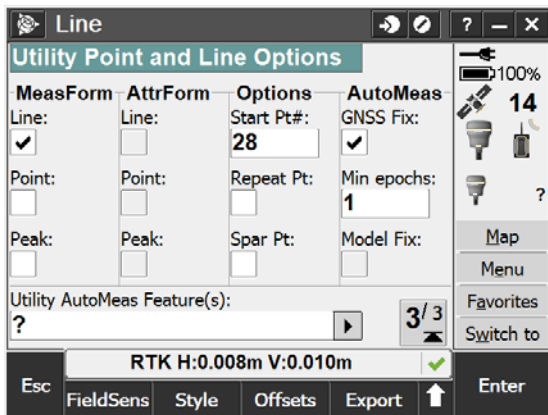 Line
? – X
Utility Point and Line Options
100%
MeasForm AttrForm Options AutoMeas
Line: Line: Start Pt#: GNSS Fix:
28
14
Point: Point: Repeat Pt: Min epochs:
1
?
Peak: Peak: Spar Pt: Model Fix:
Map
Menu
Utility AutoMeas Feature(s):
?
3/3
Favorites
Switch to
RTK H:0.008m V:0.010m
Esc
FieldSens Style Offsets Export
Enter